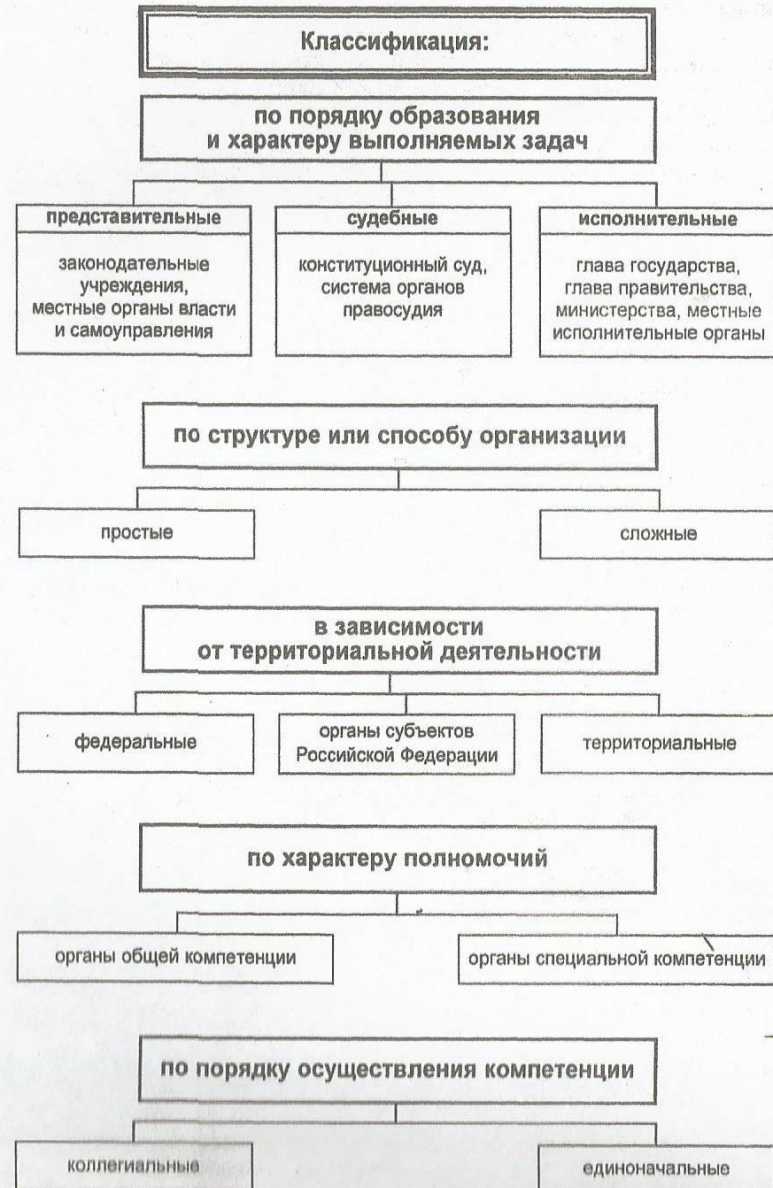 Классификация:
по порядку образования
и характеру выполняемых задач
представительные
законодательные
учреждения,
местные органы власти
и самоуправления
судебные
конституционный суд,
система органов
правосудия
исполнительные
глава государства,
глава правительства,
министерства, местные
исполнительные органы
по структуре или способу организации
простые
сложные
в зависимости
от территориальной деятельности
федеральные
органы субъектов
Российской Федерации
территориальные
по характеру полномочий
органы общей компетенции
органы специальной компетенции
по порядку осуществления компетенции
коллегиальные
единоначальные